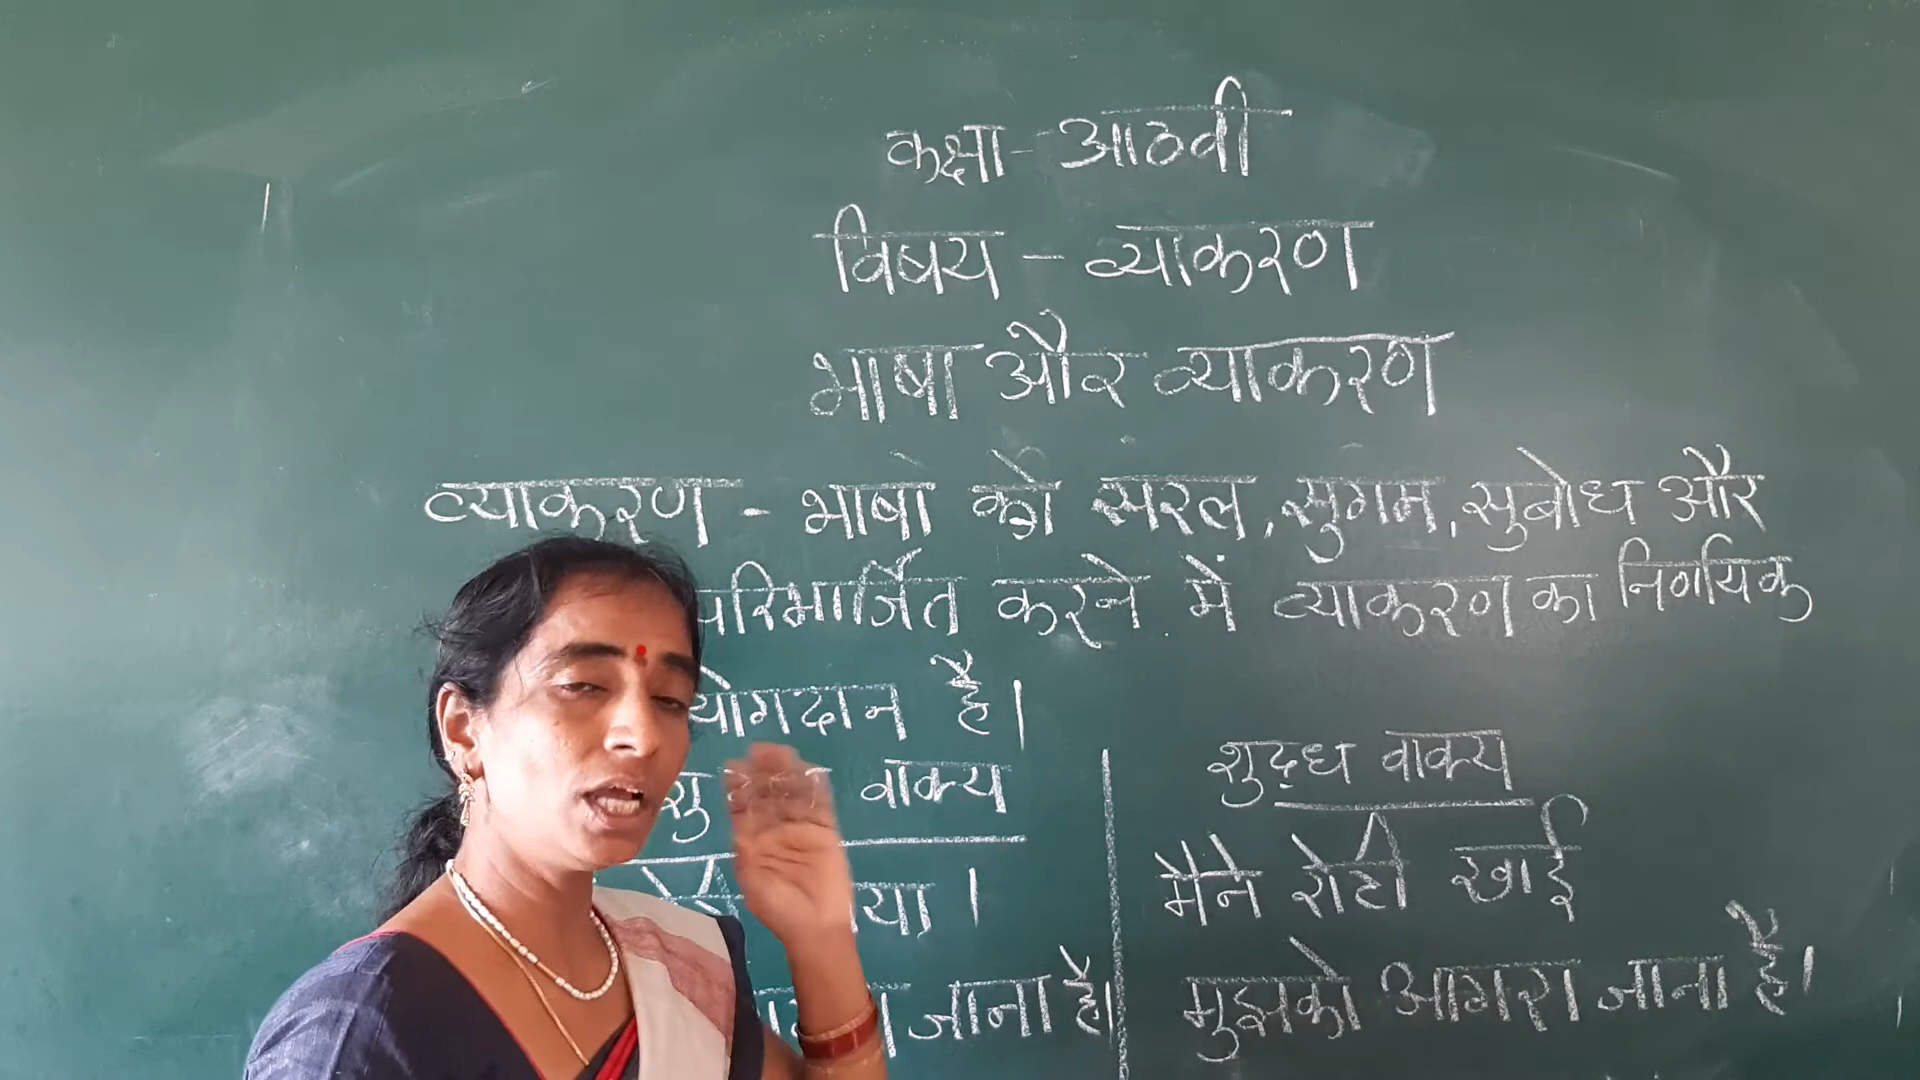 कक्षा - आठवी
विषय - व्याकरण
भाषा और व्याकरण
व्याकरण - भाषा को सरल, सुगम, सुबोध और
परिमार्जित करने में व्याकरण का निर्णायक
योगदान है।
वाक्य
शुद्ध वाक्य
मैने रोटी खाई
जाना है।
मुझको आगरा जाना है।